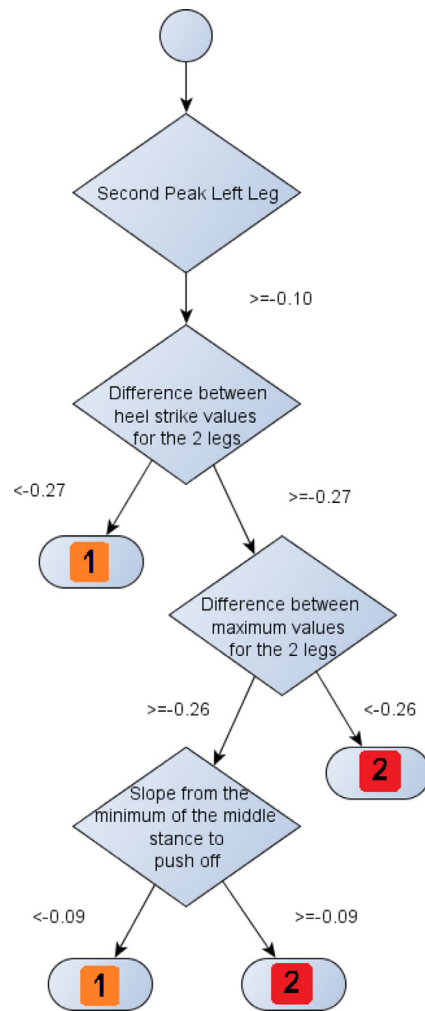 Second Peak Left Leg
>=-0.10
Difference between
heel strike values
for the 2 legs
<-0.27
>=-0.27
1
Difference between
maximum values
for the 2 legs
>=-0.26
<-0.26
2
Slope from the
minimum of the middle
stance to
push off
<-0.09
>=-0.09
1
2